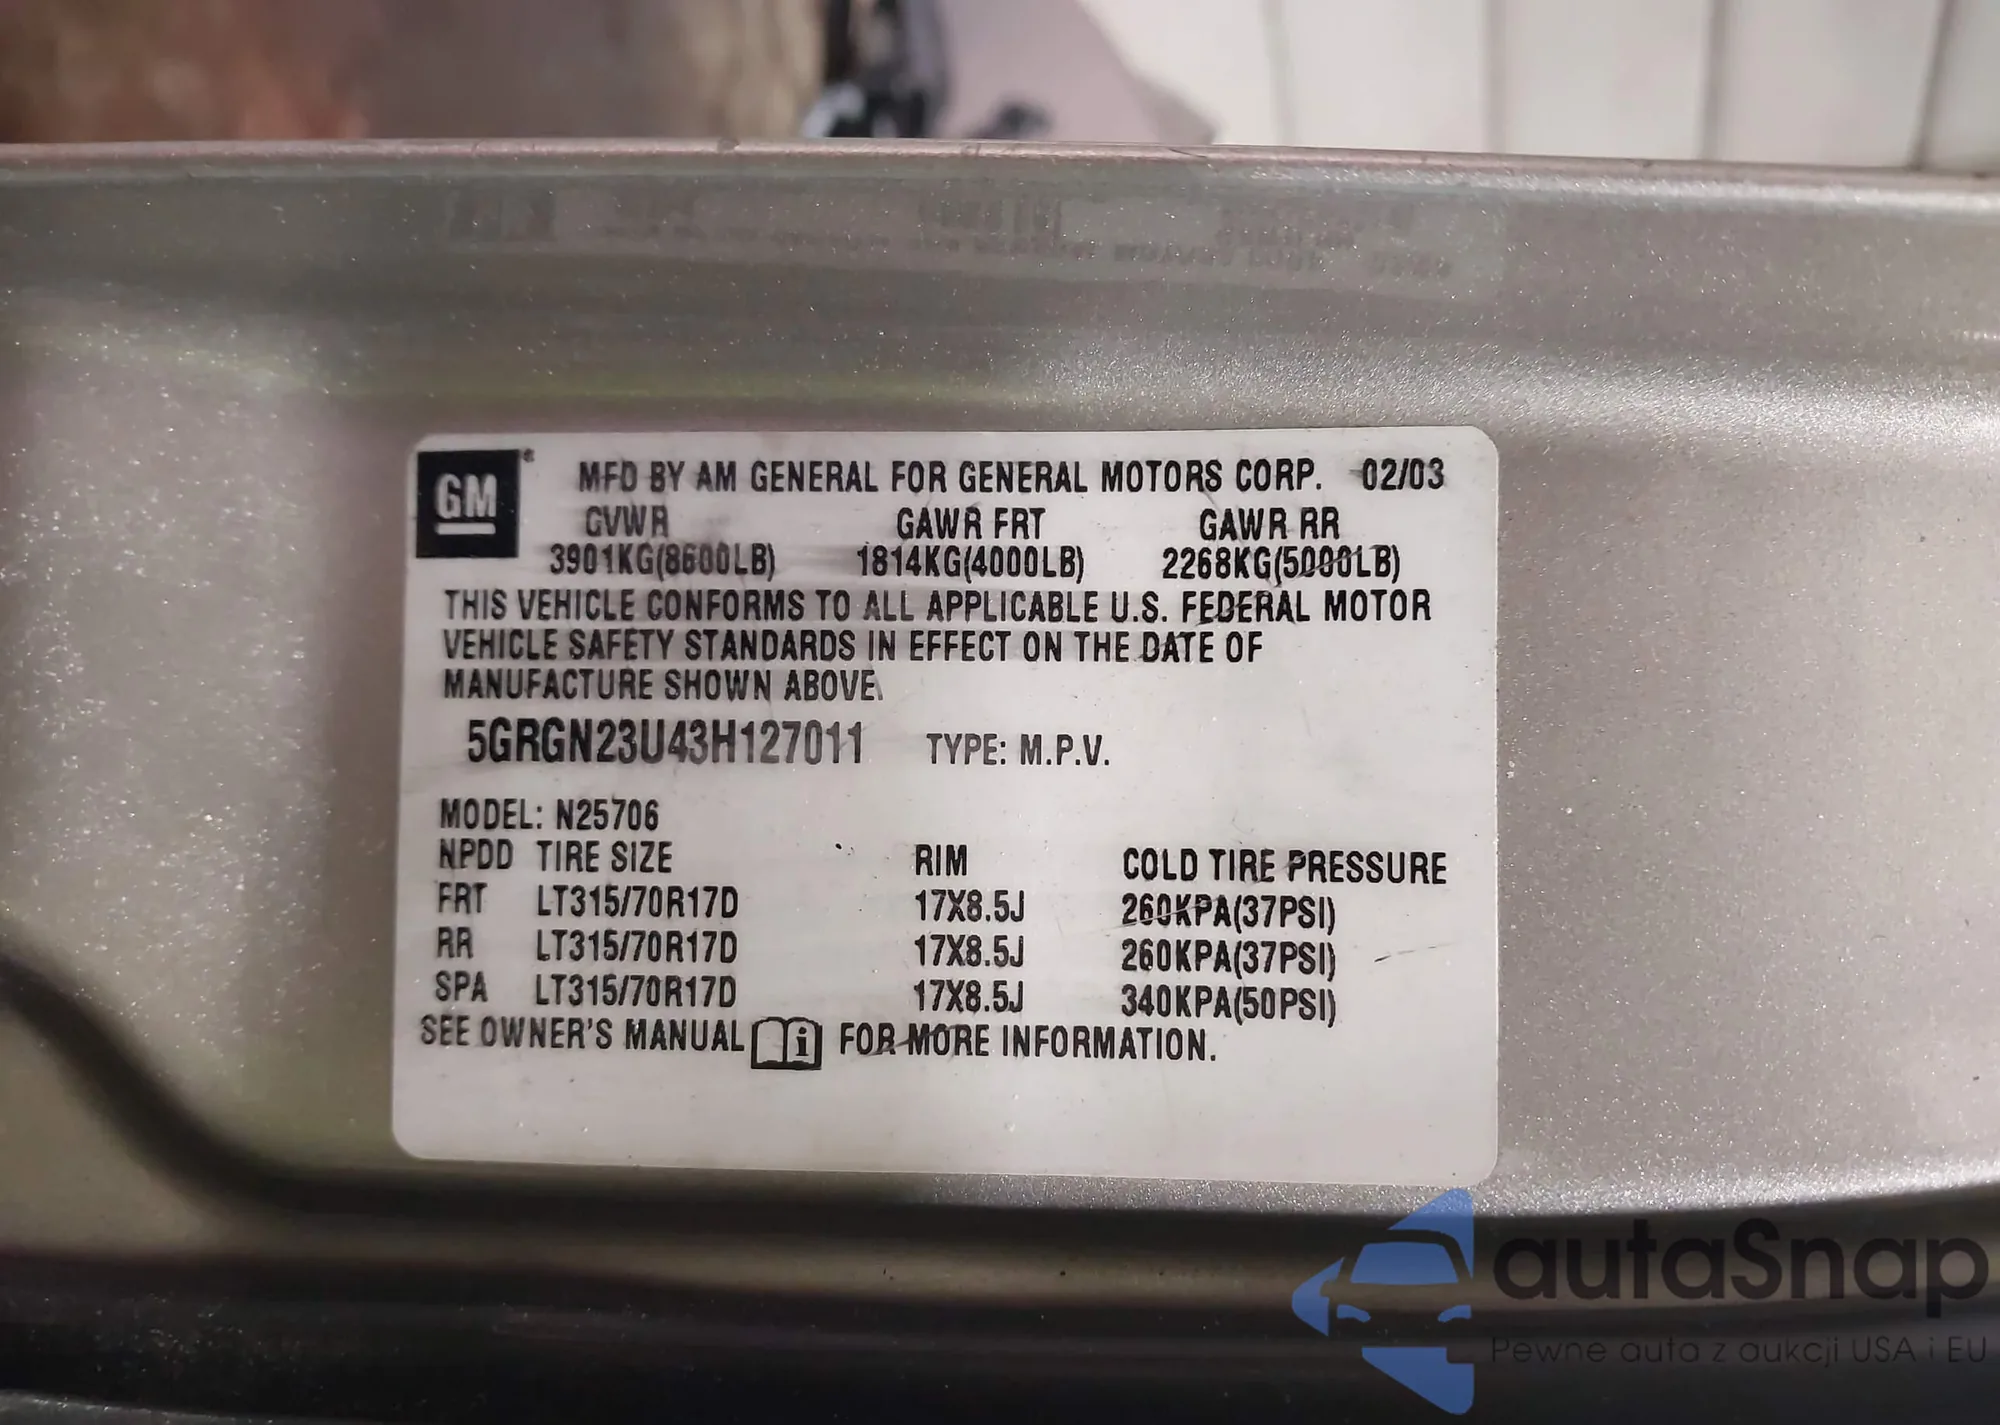 GM
MFD BY AM GENERAL FOR GENERAL MOTORS CORP. 02/03
GVWR GAWR FRT GAWR RR
3901KG(8600LB) 1814KG(4000LB) 2268KG(5000LB)
THIS VEHICLE CONFORMS TO ALL APPLICABLE U.S. FEDERAL MOTOR
VEHICLE SAFETY STANDARDS IN EFFECT ON THE DATE OF
MANUFACTURE SHOWN ABOVE.
5GRGN23U43H127011 TYPE: M.P.V.
MODEL: N25706
NPDD TIRE SIZE RIM COLD TIRE PRESSURE
FRT LT315/70R17D 17X8.5J 260KPA(37PSI)
RR LT315/70R17D 17X8.5J 260KPA(37PSI)
SPA LT315/70R17D 17X8.5J 340KPA(50PSI)
SEE OWNER'S MANUAL i FOR MORE INFORMATION.
autaSnap
Pewne auta z aukcji USA i EU